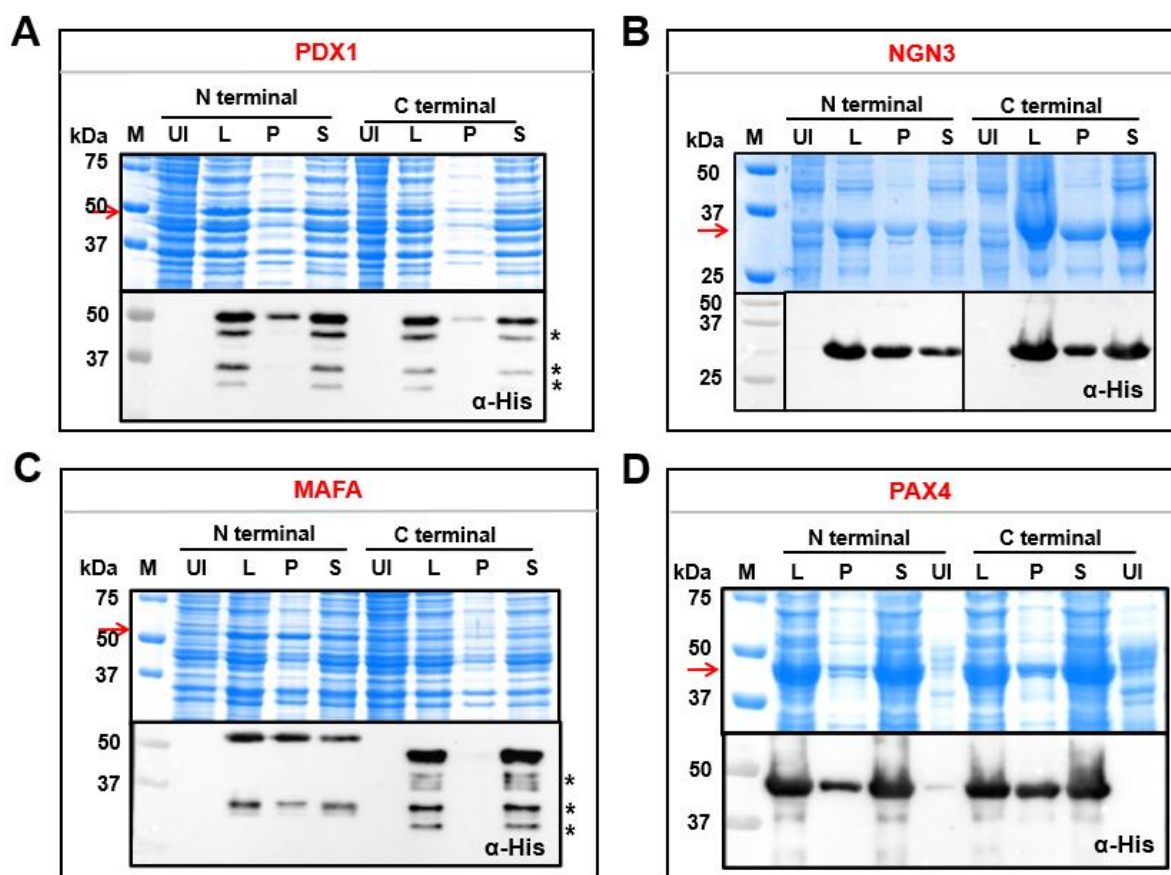 A
PDX1
N terminal C terminal
kDa M UI L P S UI L P S
75
50
37
50
37
*
*
*
α-His
B
NGN3
N terminal C terminal
kDa M UI L P S UI L P S
50
37
25
50
37
25
α-His
C
MAFA
N terminal C terminal
kDa M UI L P S UI L P S
75
50
37
50
37
*
*
*
α-His
D
PAX4
N terminal C terminal
kDa M L P S UI L P S UI
75
50
37
50
37
α-His